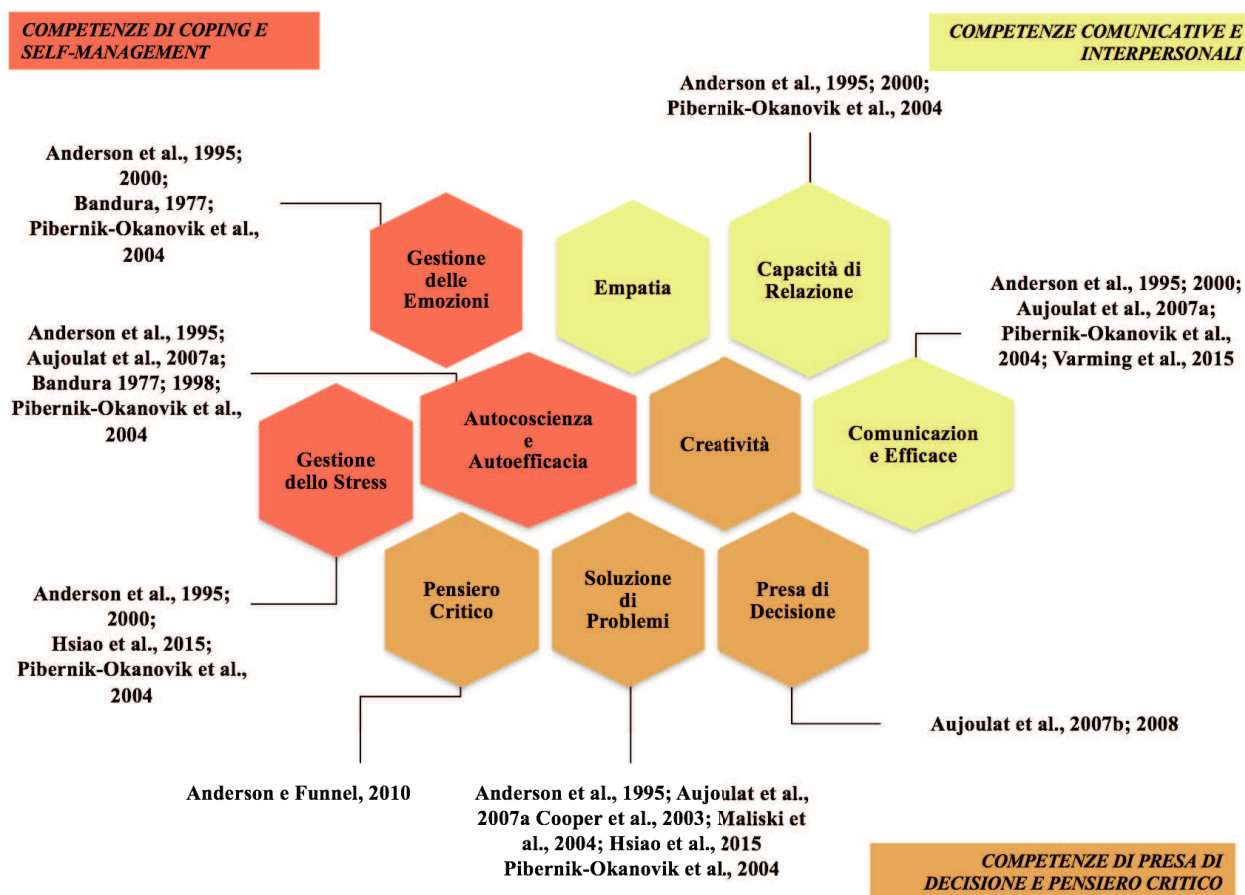 COMPETENZE DI COPING E
SELF-MANAGEMENT
COMPETENZE COMUNICATIVE E
INTERPERSONALI
Anderson et al., 1995; 2000;
Pibernik-Okanovik et al., 2004
Anderson et al., 1995;
2000;
Bandura, 1977;
Pibernik-Okanovik et al.,
2004
Gestione
delle
Emozioni
Empatia
Capacità di
Relazione
Anderson et al., 1995; 2000;
Aujoulat et al., 2007a;
Pibernik-Okanovik et al.,
2004; Varming et al., 2015
Anderson et al., 1995;
Aujoulat et al., 2007a;
Bandura 1977; 1998;
Pibernik-Okanovik et al.,
2004
Gestione
dello Stress
Autocoscienza
e
Autoefficacia
Creatività
Comunicazion
e Efficace
Anderson et al., 1995;
2000;
Hsiao et al., 2015;
Pibernik-Okanovik et al.,
2004
Pensiero
Critico
Soluzione
di
Problemi
Presa di
Decisione
Aujoulat et al., 2007b; 2008
Anderson e Funnel, 2010
Anderson et al., 1995; Aujoulat et al.,
2007a Cooper et al., 2003; Maliski et
al., 2004; Hsiao et al., 2015
Pibernik-Okanovik et al., 2004
COMPETENZE DI PRESA DI
DECISIONE E PENSIERO CRITICO